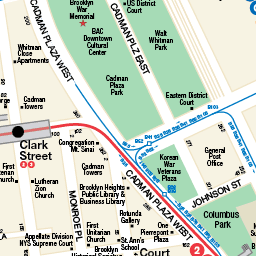 Brooklyn
War
Memorial
US District
Court
CADMAN PLAZA WEST
CADMAN PLZ EAST
BAC
Downtown
Cultural
Center
Walt
Whitman
Park
Whitman
Close
Apartments
Cadman
Plaza
Park
Eastern District
Court
Cadman
Towers
Clark
Street
Congregation
Mt. Sinai
First
Lutheran
Zion
Church
Cadman
Towers
Korean
War
Veterans
Plaza
General
Post
Office
JOHNSON ST
Brooklyn Heights
Public Library &
Business Library
MONROE PL
CADMAN PLAZA WEST
Columbus
Park
Rotunda
Gallery
First
Unitarian
Church
One
Pierrepont
Plaza
Appellate Division
NYS Supreme Court
St. Ann's
School
Court
2